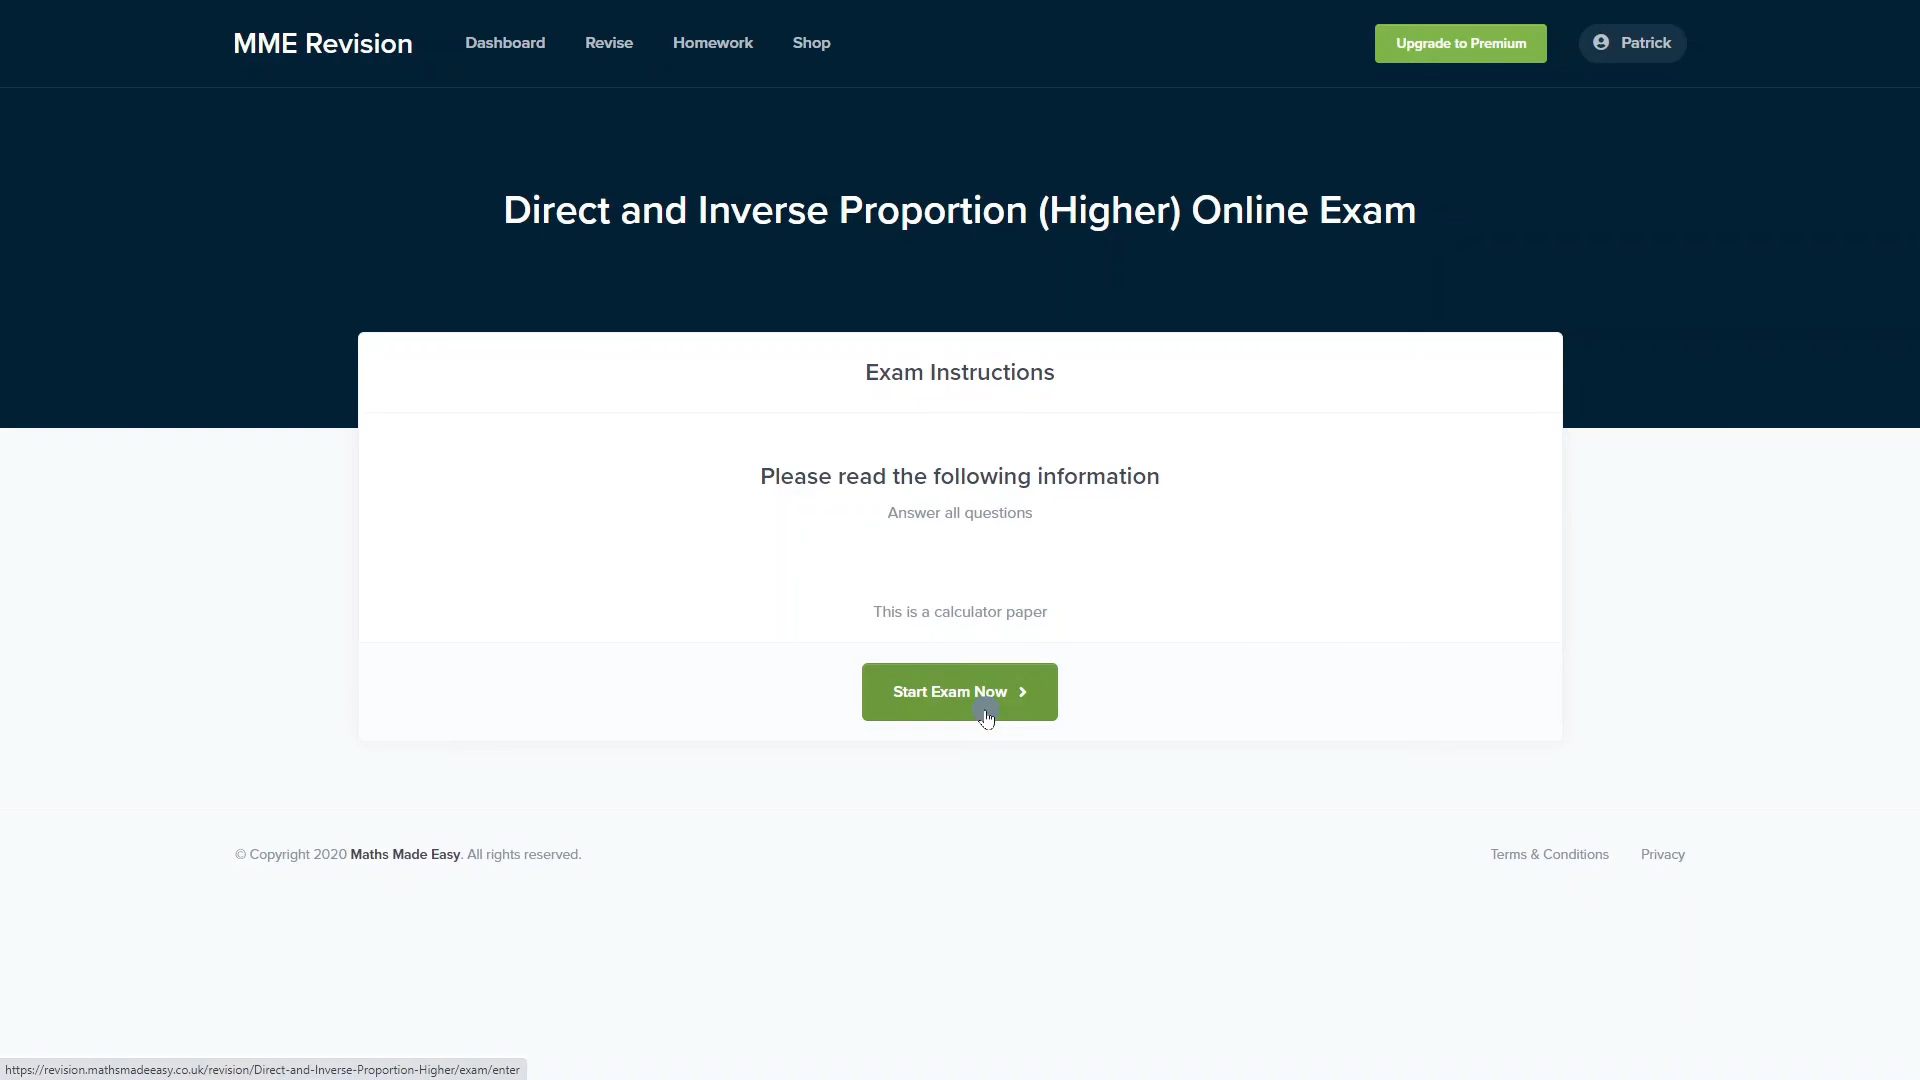 MME Revision
Dashboard
Revise
Homework
Shop
Upgrade to Premium
Patrick
Direct and Inverse Proportion (Higher) Online Exam
Exam Instructions
Please read the following information
Answer all questions
This is a calculator paper
Start Exam Now
© Copyright 2020 Maths Made Easy. All rights reserved.
Terms & Conditions
Privacy
https://revision.mathsmadeeasy.co.uk/revision/Direct-and-Inverse-Proportion-Higher/exam/enter